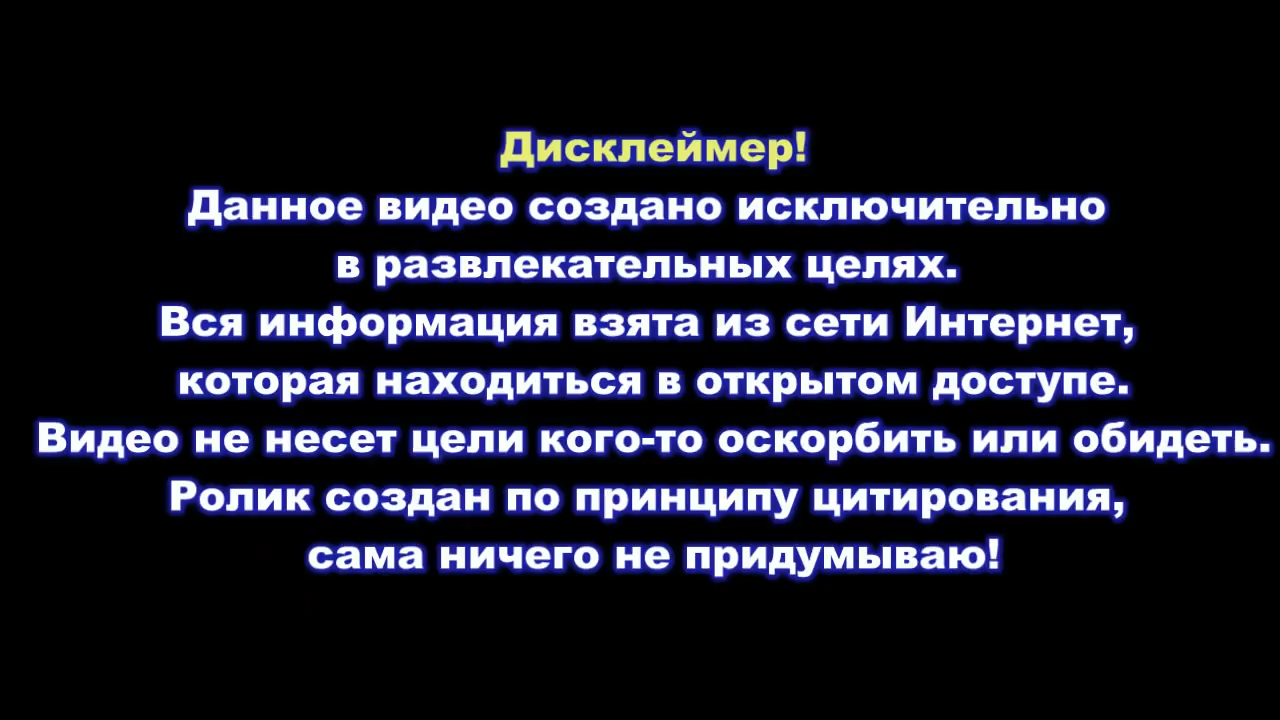 Дисклеймер!
Данное видео создано исключительно
в развлекательных целях.
Вся информация взята из сети Интернет,
которая находиться в открытом доступе.
Видео не несет цели кого-то оскорбить или обидеть.
Ролик создан по принципу цитирования,
сама ничего не придумываю!